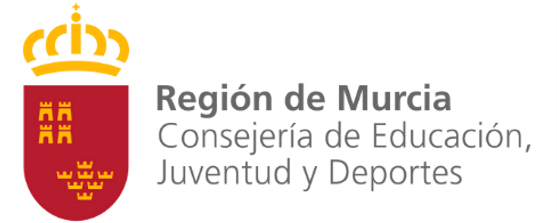 Región de Murcia
Consejería de Educación,
Juventud y Deportes